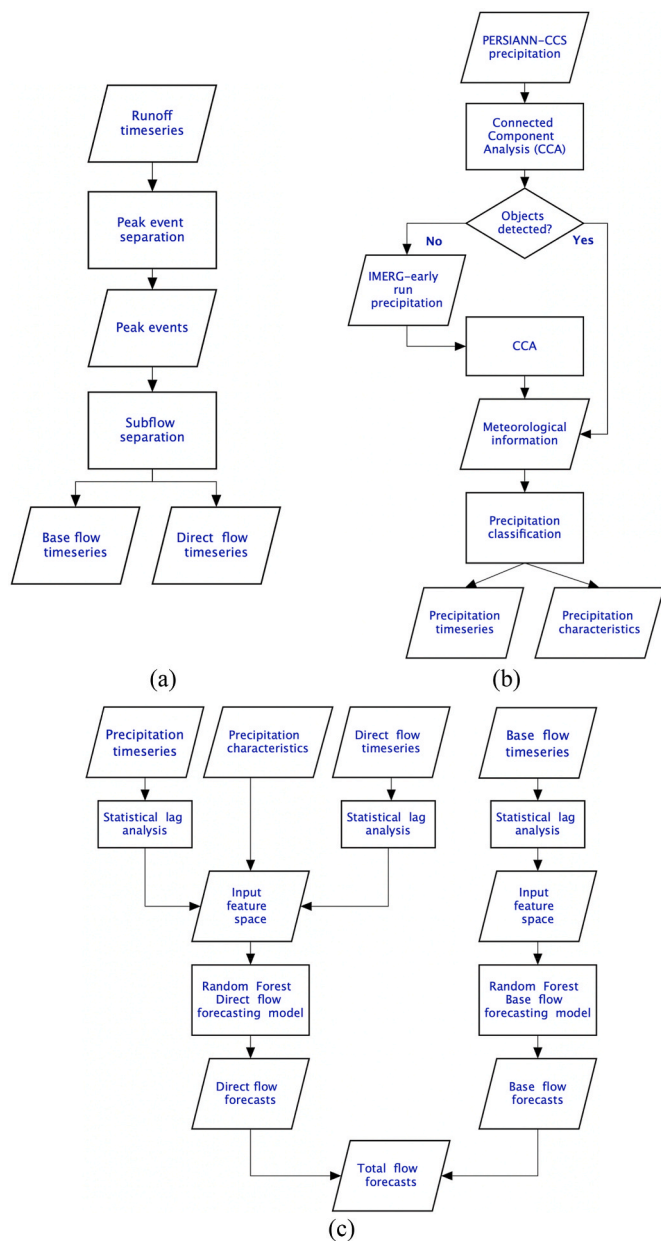 Runoff
timeseries
Peak event
separation
Peak events
Subflow
separation
Base flow
timeseries
Direct flow
timeseries
(a)
PERSIANN-CCS
precipitation
Connected
Component
Analysis (CCA)
Objects
detected?
No
Yes
IMERG-early
run
precipitation
CCA
Meteorological
information
Precipitation
classification
Precipitation
timeseries
Precipitation
characteristics
(b)
Precipitation
timeseries
Precipitation
characteristics
Direct flow
timeseries
Base flow
timeseries
Statistical lag
analysis
Statistical lag
analysis
Statistical lag
analysis
Input
feature
space
Input
feature
space
Random Forest
Direct flow
forecasting model
Random Forest
Base flow
forecasting model
Direct flow
forecasts
Base flow
forecasts
Total flow
forecasts
(c)